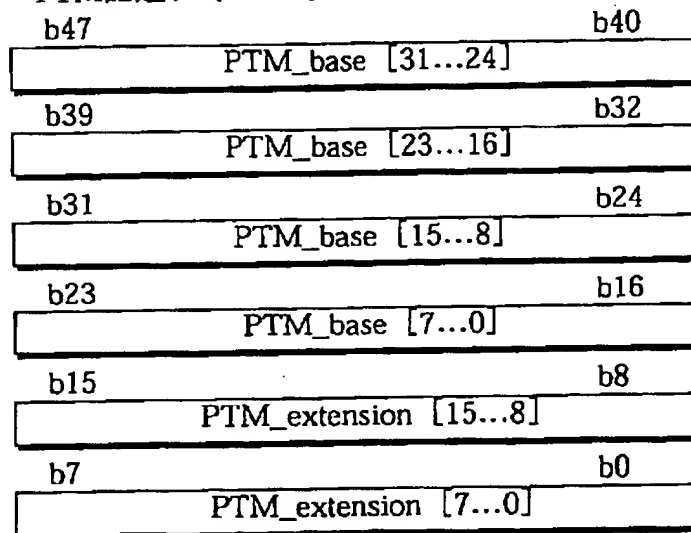 b47 b40
PTM_base [31...24]
b39 b32
PTM_base [23...16]
b31 b24
PTM_base [15...8]
b23 b16
PTM_base [7...0]
b15 b8
PTM_extension [15...8]
b7 b0
PTM_extension [7...0]